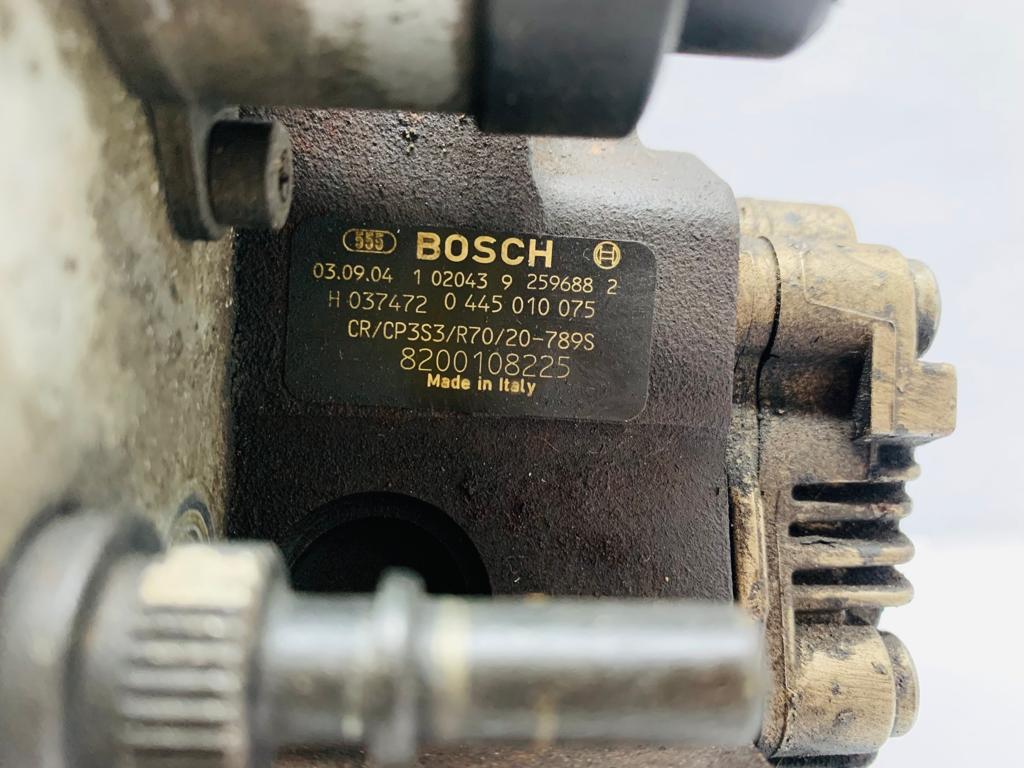 555 BOSCH
03.09.04 1 02043 9 259688 2
H 037472 0 445 010 075
CR/CP3S3/R70/20-789S
8200108225
Made in Italy